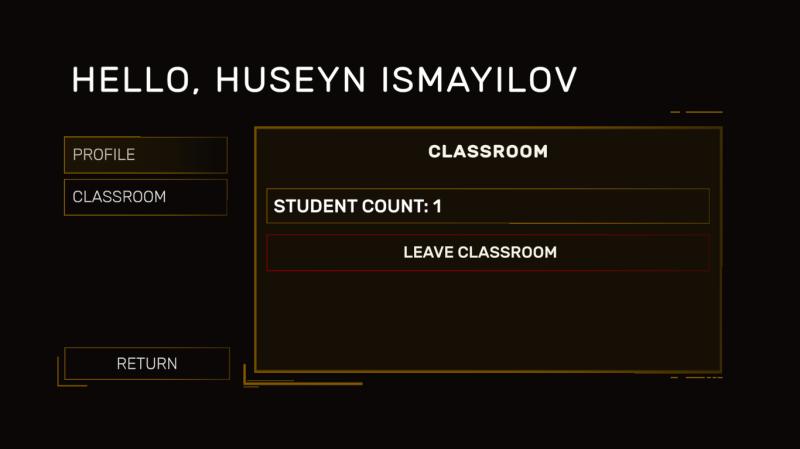 HELLO, HUSEYN ISMAYILOV
PROFILE
CLASSROOM
RETURN
CLASSROOM
STUDENT COUNT: 1
LEAVE CLASSROOM